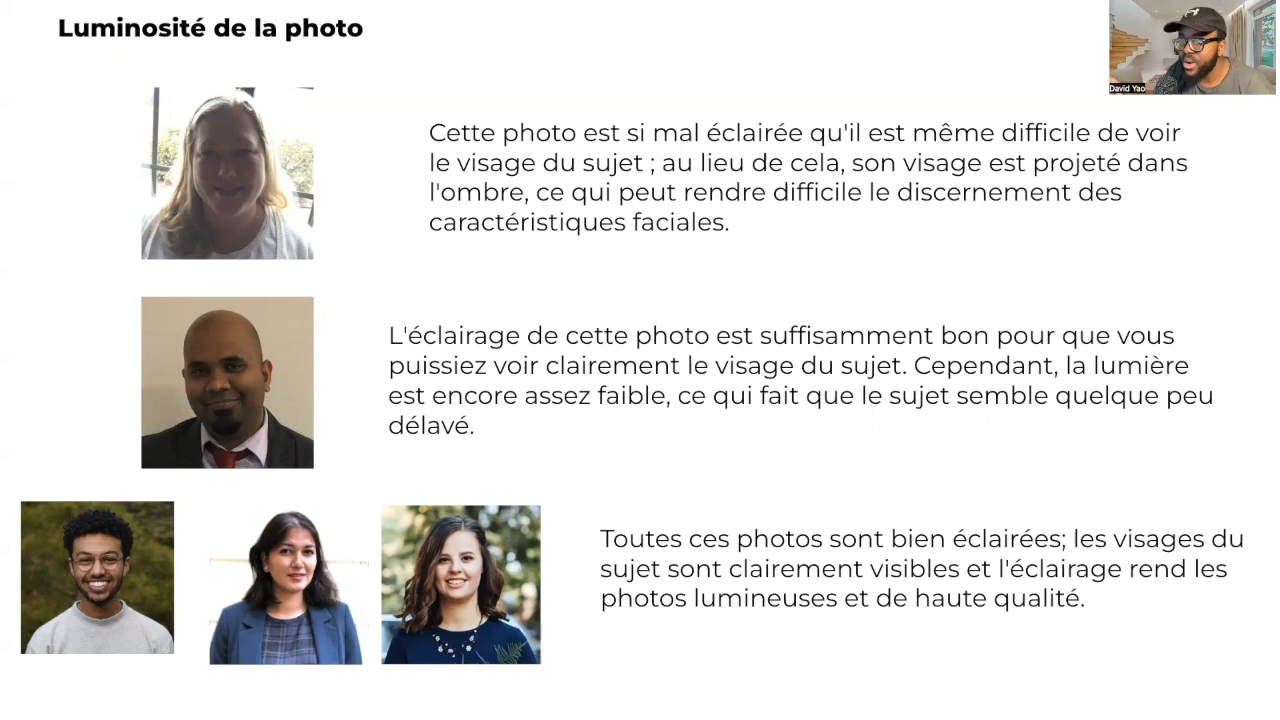 Luminosité de la photo
David Yao
Cette photo est si mal éclairée qu'il est même difficile de voir
le visage du sujet ; au lieu de cela, son visage est projeté dans
l'ombre, ce qui peut rendre difficile le discernement des
caractéristiques faciales.
L'éclairage de cette photo est suffisamment bon pour que vous
puissiez voir clairement le visage du sujet. Cependant, la lumière
est encore assez faible, ce qui fait que le sujet semble quelque peu
délavé.
Toutes ces photos sont bien éclairées; les visages du
sujet sont clairement visibles et l'éclairage rend les
photos lumineuses et de haute qualité.